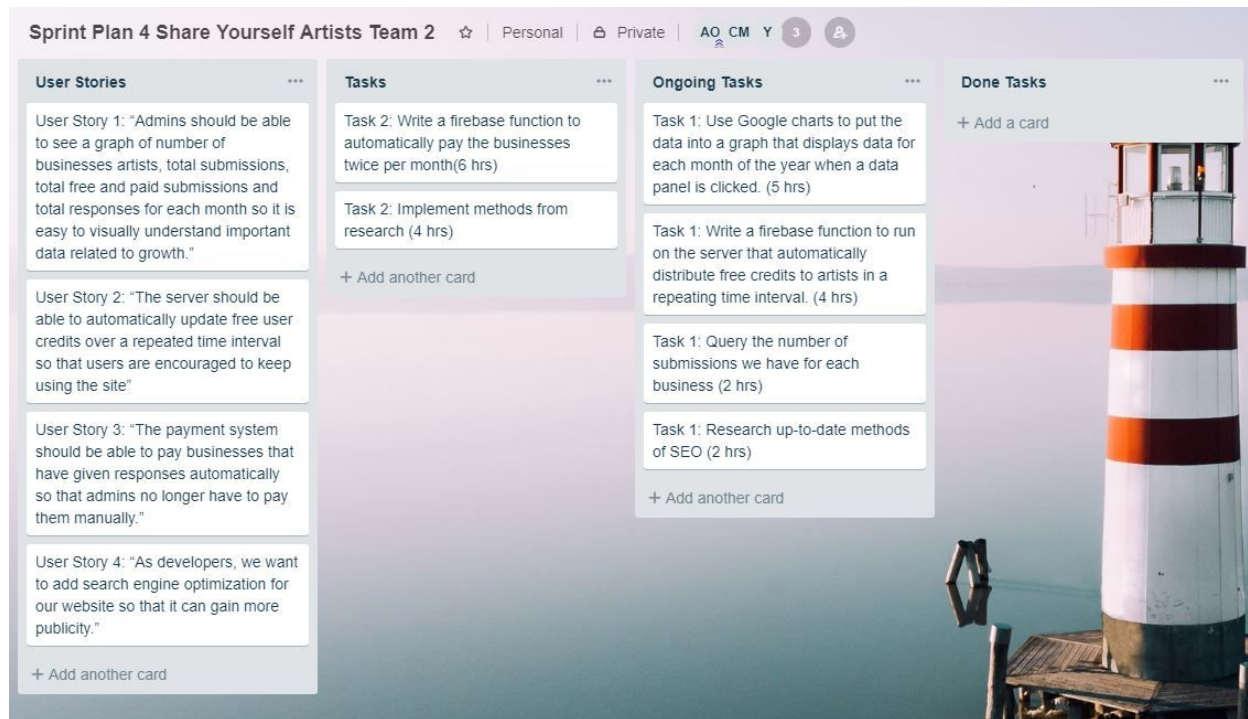 Sprint Plan 4 Share Yourself Artists Team 2
Personal
Private
AO CM Y 3
User Stories
User Story 1: “Admins should be able
to see a graph of number of
businesses artists, total submissions,
total free and paid submissions and
total responses for each month so it is
easy to visually understand important
data related to growth.”
User Story 2: “The server should be
able to automatically update free user
credits over a repeated time interval
so that users are encouraged to keep
using the site”
User Story 3: “The payment system
should be able to pay businesses that
have given responses automatically
so that admins no longer have to pay
them manually.”
User Story 4: “As developers, we want
to add search engine optimization for
our website so that it can gain more
publicity.”
+ Add another card
Tasks
Task 2: Write a firebase function to
automatically pay the businesses
twice per month(6 hrs)
Task 2: Implement methods from
research (4 hrs)
+ Add another card
Ongoing Tasks
Task 1: Use Google charts to put the
data into a graph that displays data for
each month of the year when a data
panel is clicked. (5 hrs)
Task 1: Write a firebase function to run
on the server that automatically
distribute free credits to artists in a
repeating time interval. (4 hrs)
Task 1: Query the number of
submissions we have for each
business (2 hrs)
Task 1: Research up-to-date methods
of SEO (2 hrs)
+ Add another card
Done Tasks
+ Add a card